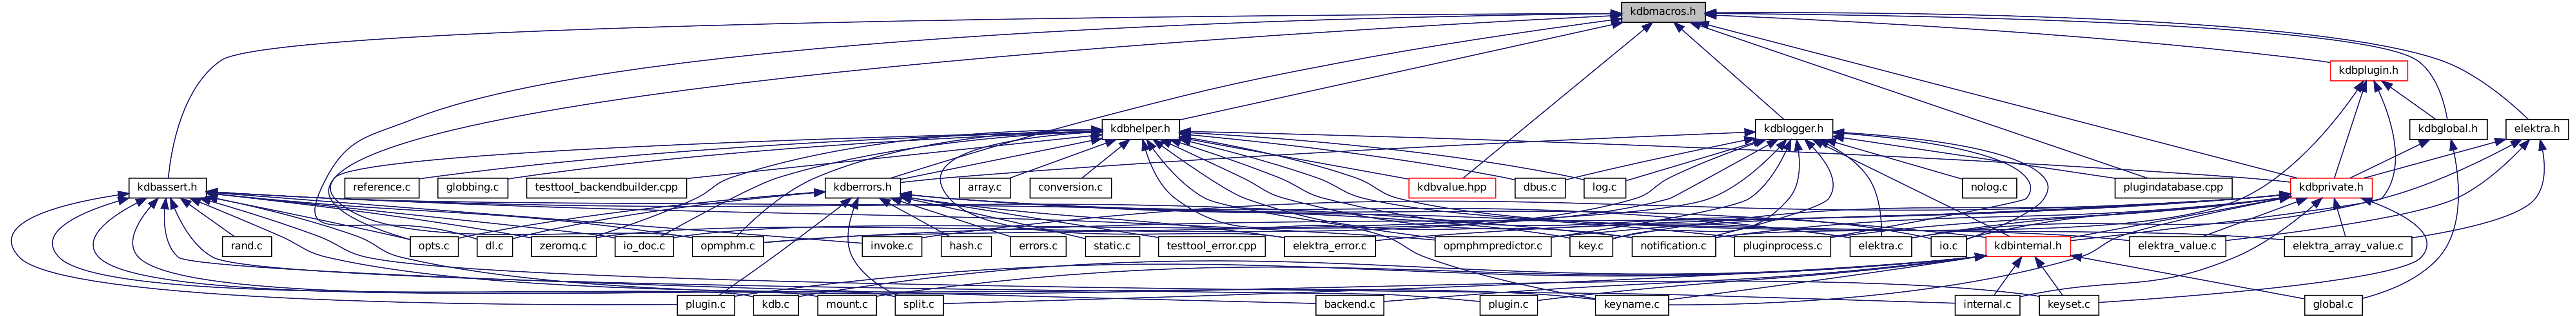 kdbmacros.h
kdbplugin.h
kdbhelper.h
kdblogger.h
kdbglobal.h
elektra.h
kdbassert.h
reference.c
globbing.c
testtool_backendbuilder.cpp
kdberrors.h
array.c
conversion.c
kdbvalue.hpp
dbus.c
log.c
nolog.c
plugindatabase.cpp
kdbprivate.h
rand.c
opts.c
dl.c
zeromq.c
io_doc.c
opmphm.c
invoke.c
hash.c
errors.c
static.c
testtool_error.cpp
elektra_error.c
opmphmpredictor.c
key.c
notification.c
pluginprocess.c
elektra.c
io.c
kdbinternal.h
elektra_value.c
elektra_array_value.c
plugin.c
kdb.c
mount.c
split.c
backend.c
plugin.c
keyname.c
internal.c
keyset.c
global.c